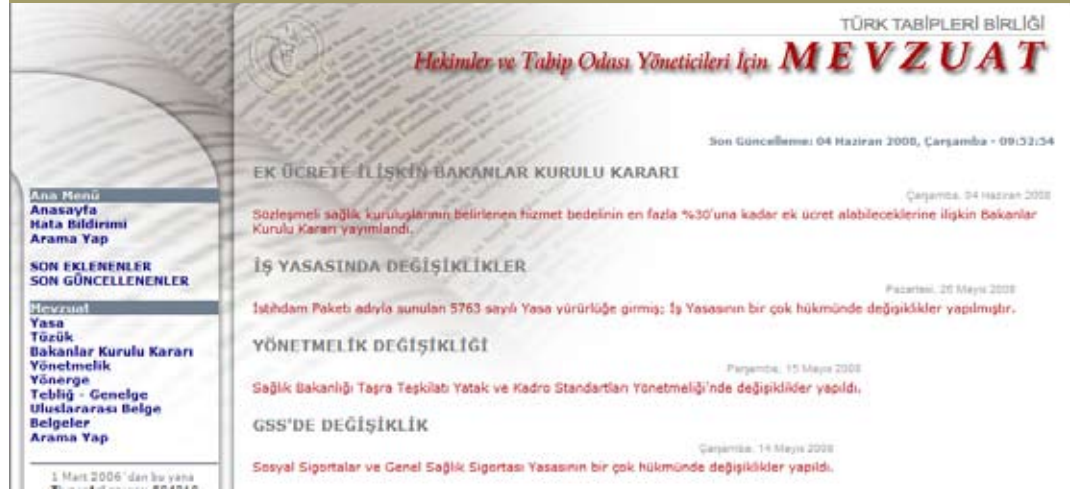 TÜRK TABİPLERİ BİRLİĞİ
Hekimler ve Tabip Odası Yöneticileri İçin MEVZUAT
Son Güncelleme: 04 Haziran 2008, Çarşamba - 09:52:54
EK ÜCRETE İLİŞKİN BAKANLAR KURULU KARARI
Çarşamba, 04 Haziran 2008
Sözleşmeli sağlık kuruluşlarının belirlenen hizmet bedelinin en fazla %30'una kadar ek ücret alabileceklerine ilişkin Bakanlar
Kurulu Kararı yayımlandı.
İŞ YASASINDA DEĞİŞİKLİKLER
Pazartesi, 26 Mayıs 2008
İstihdam Paketi adıyla sunulan 5763 sayılı Yasa yürürlüğe girmiş; İş Yasasının bir çok hükmünde değişiklikler yapılmıştır.
YÖNETMELİK DEĞİŞİKLİĞİ
Perşembe, 15 Mayıs 2008
Sağlık Bakanlığı Taşra Teşkilatı Yatak ve Kadro Standartları Yönetmeliği'nde değişiklikler yapıldı.
GSS'DE DEĞİŞİKLİK
Çarşamba, 14 Mayıs 2008
Sosyal Sigortalar ve Genel Sağlık Sigortası Yasasının bir çok hükmünde değişiklikler yapıldı.
Ana Menü
Anasayfa
Hata Bildirimi
Arama Yap
SON EKLENENLER
SON GÜNCELLENENLER
Mevzuat
Yasa
Tüzük
Bakanlar Kurulu Kararı
Yönetmelik
Yönerge
Tebliğ - Genelge
Uluslararası Belge
Belgeler
Arama Yap
1 Mart 2006'dan bu yana